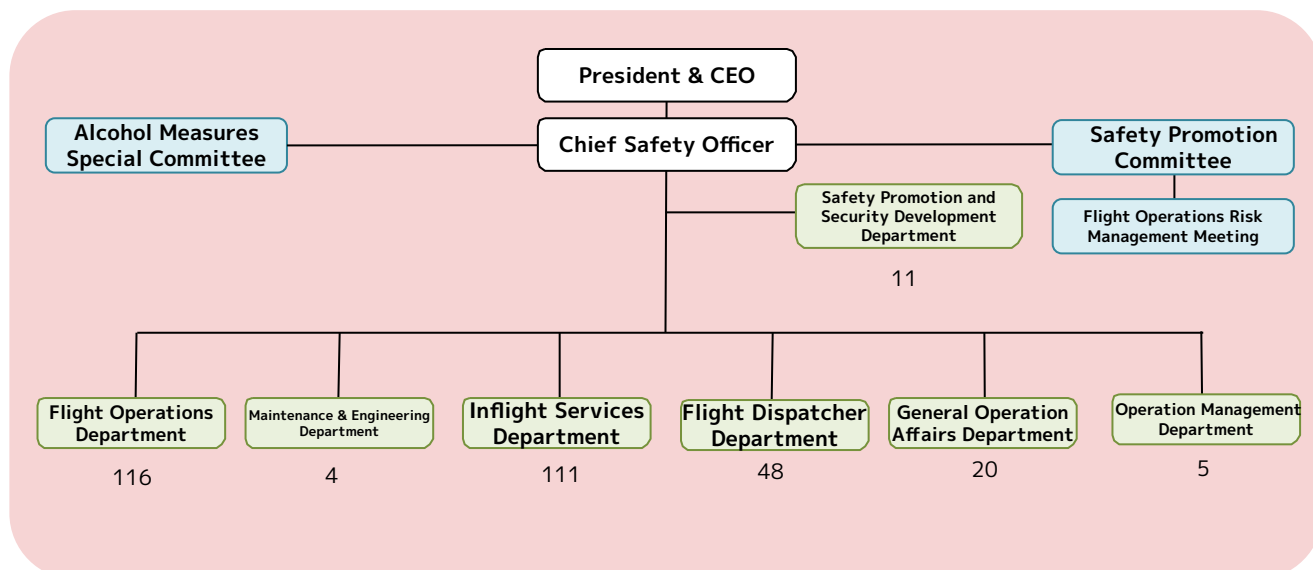 President & CEO
Alcohol Measures
Special Committee
Chief Safety Officer
Safety Promotion
Committee
Safety Promotion and
Security Development
Department
11
Flight Operations Risk
Management Meeting
Flight Operations
Department
116
Maintenance & Engineering
Department
4
Inflight Services
Department
111
Flight Dispatcher
Department
48
General Operation
Affairs Department
20
Operation Management
Department
5